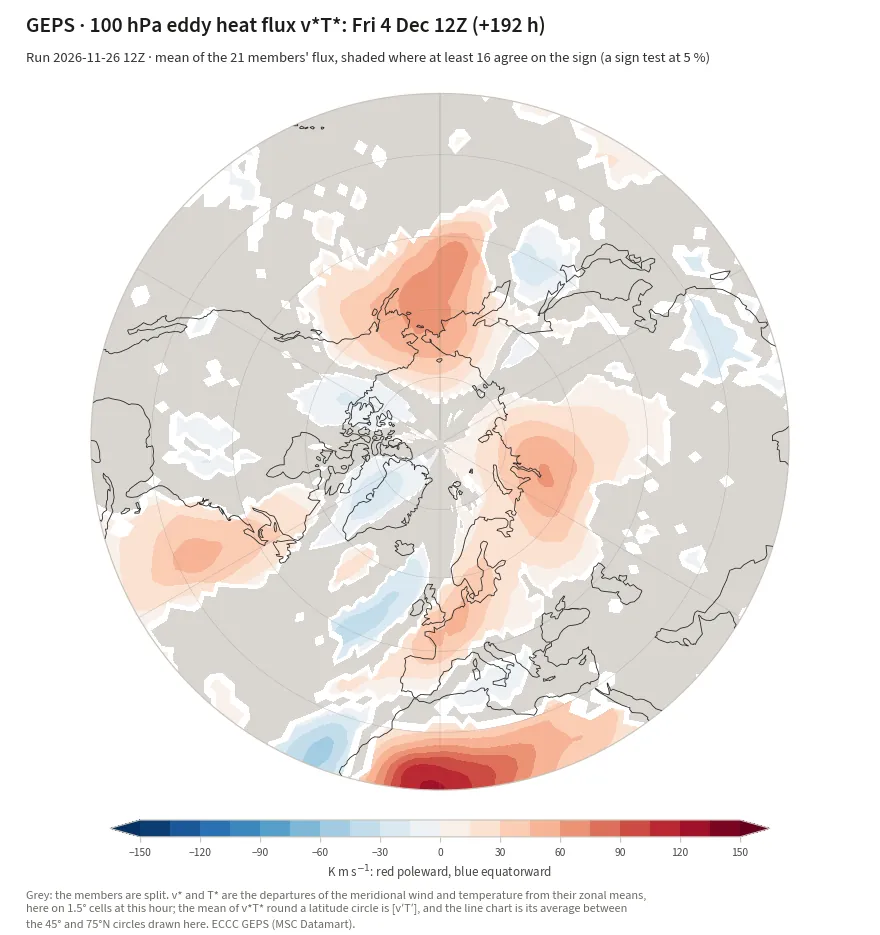 GEPS · 100 hPa eddy heat flux v*T*: Fri 4 Dec 12Z (+192 h)
Run 2026-11-26 12Z · mean of the 21 members' flux, shaded where at least 16 agree on the sign (a sign test at 5 %)
−150 −120 −90 −60 −30 0 30 60 90 120 150
K m s⁻¹: red poleward, blue equatorward
Grey: the members are split. v* and T* are the departures of the meridional wind and temperature from their zonal means,
here on 1.5° cells at this hour; the mean of v*T* round a latitude circle is [v′T′], and the line chart is its average between
the 45° and 75°N circles drawn here. ECCC GEPS (MSC Datamart).